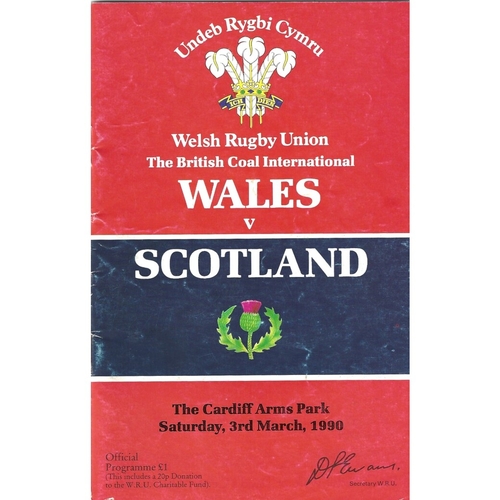 Undeb Rygbi Cymru
ICH DIEN
Welsh Rugby Union
The British Coal International
WALES
v
SCOTLAND
The Cardiff Arms Park
Saturday, 3rd March, 1990
Official
Programme £1
(This includes a 20p Donation
to the W.R.U. Charitable Fund).
Secretary W.R.U.